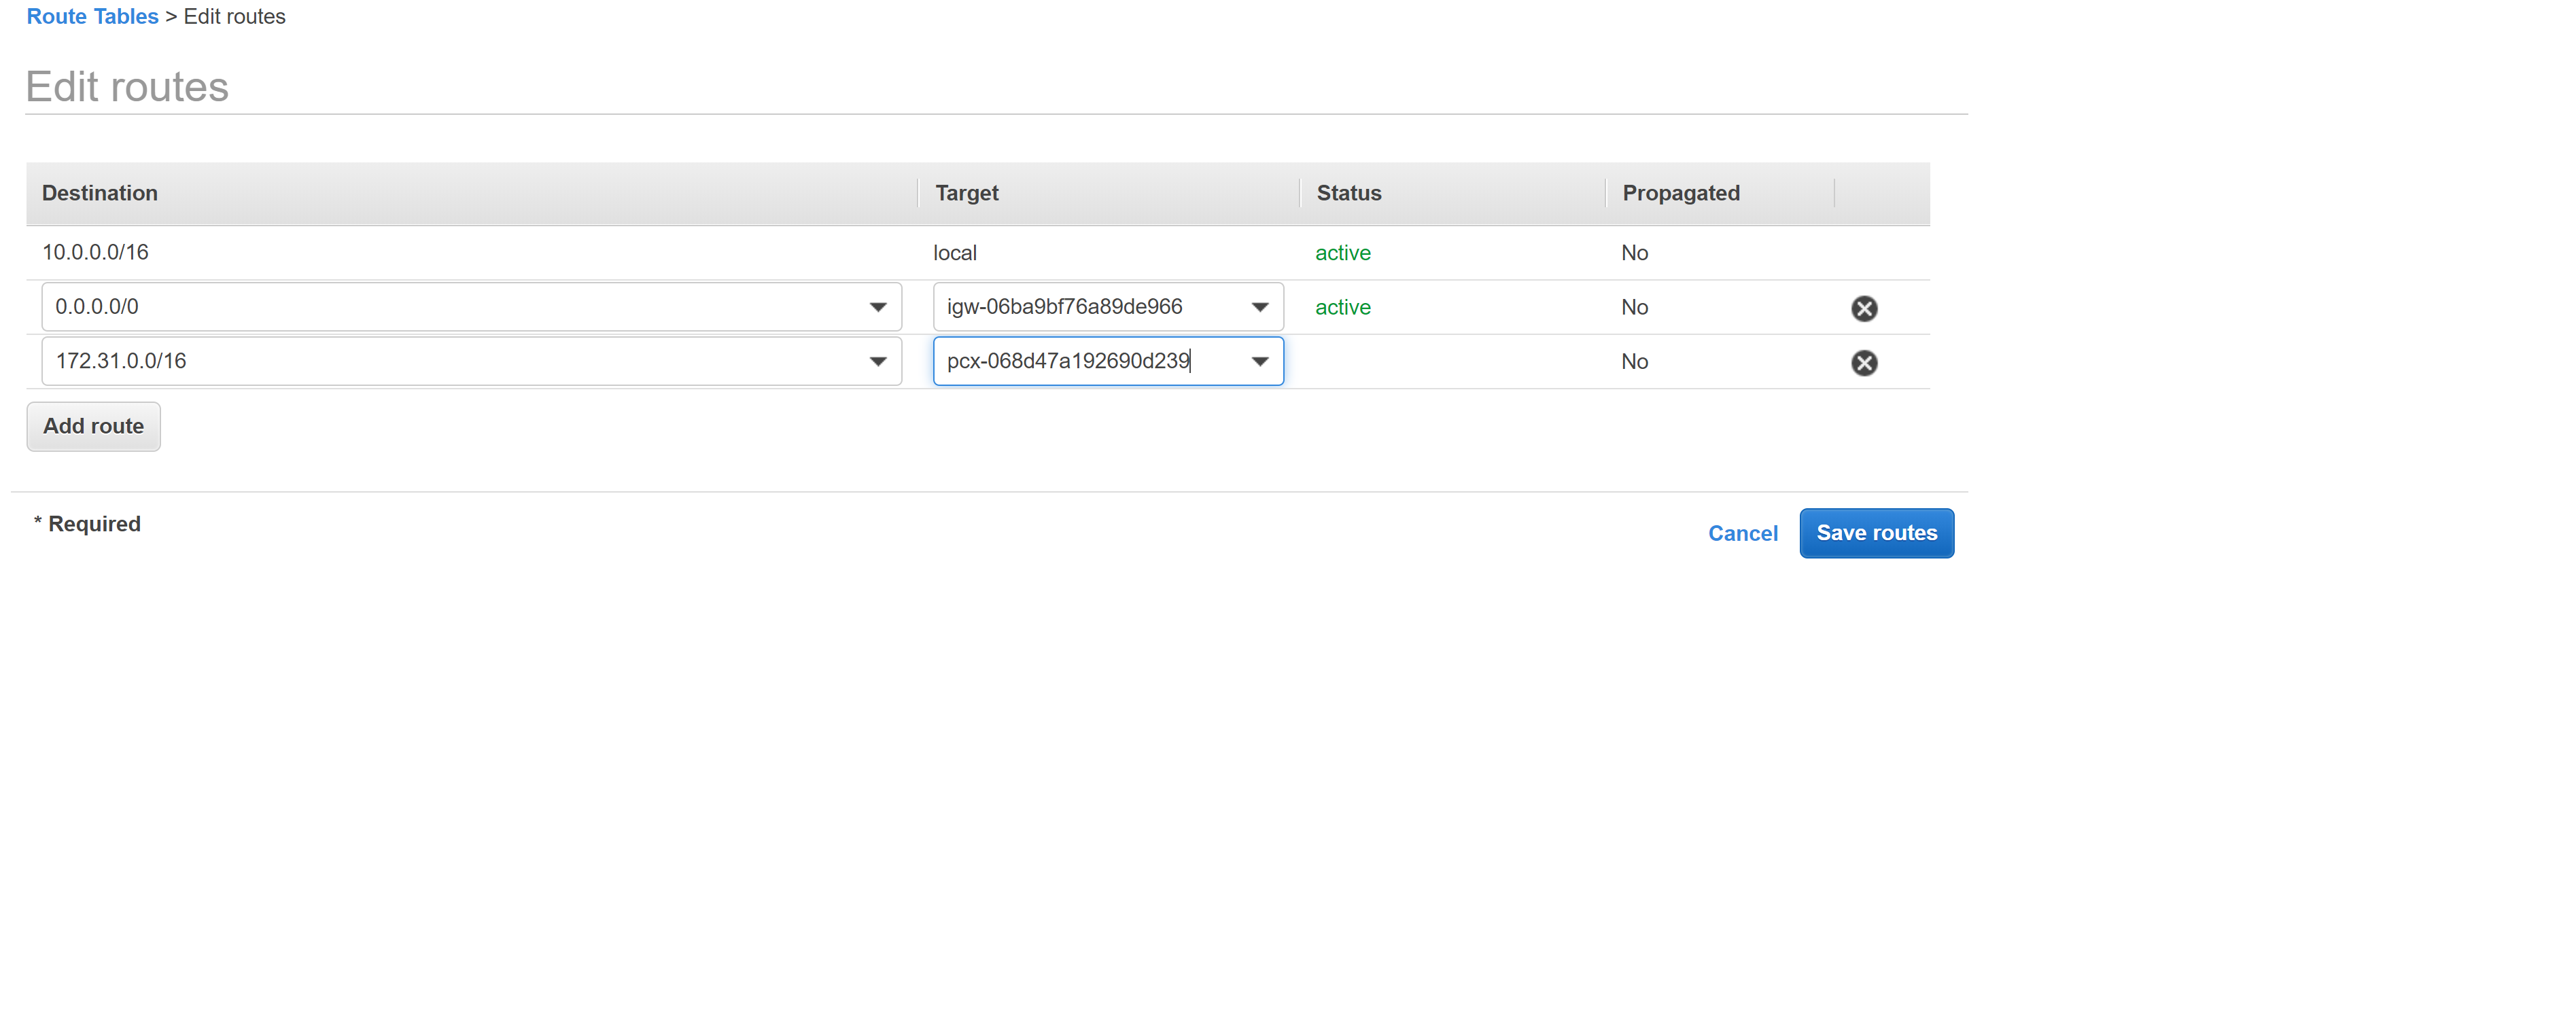 Route Tables > Edit routes
Edit routes
Destination Target Status Propagated
10.0.0.0/16 local active No
0.0.0.0/0 igw-06ba9bf76a89de966 active No
172.31.0.0/16 pcx-068d47a192690d239 No
Add route
* Required
Cancel Save routes